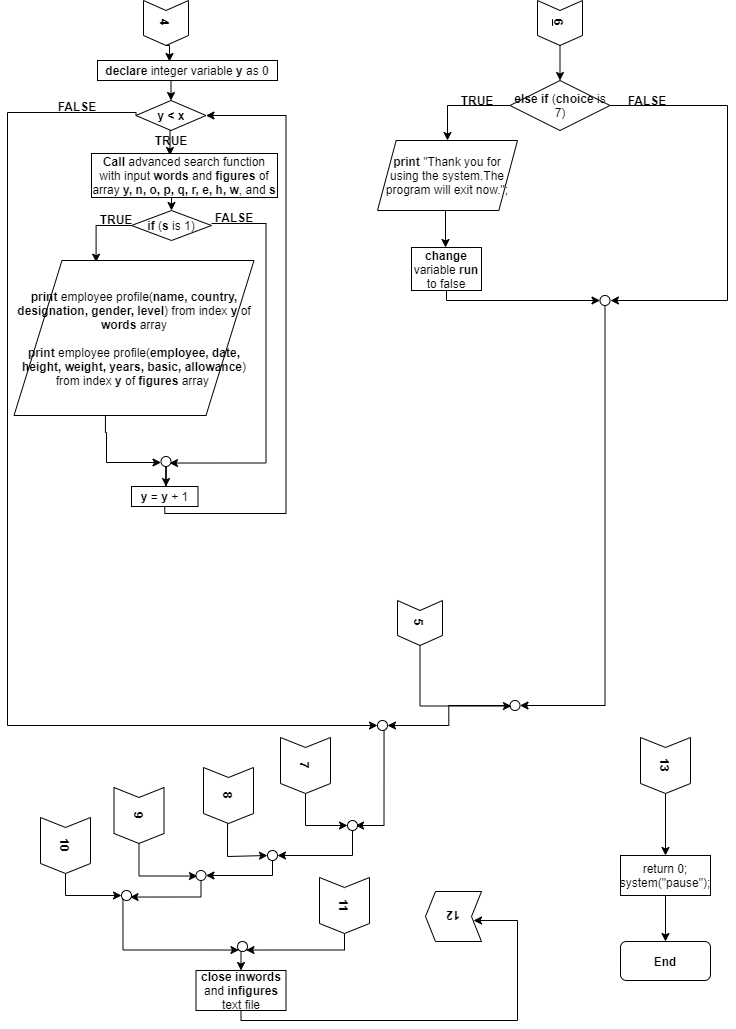 4
declare integer variable y as 0
FALSE
y < x
TRUE
Call advanced search function
with input words and figures of
array y, n, o, p, q, r, e, h, w, and s
TRUE
if (s is 1)
FALSE
print employee profile(name, country,
designation, gender, level) from index y of
words array
print employee profile(employee, date,
height, weight, years, basic, allowance)
from index y of figures array
y = y + 1
6
TRUE
else if (choice is
7)
FALSE
print "Thank you for
using the system.The
program will exit now.";
change
variable run
to false
5
7
8
9
10
11
close inwords
and infigures
text file
12
13
return 0;
system("pause");
End